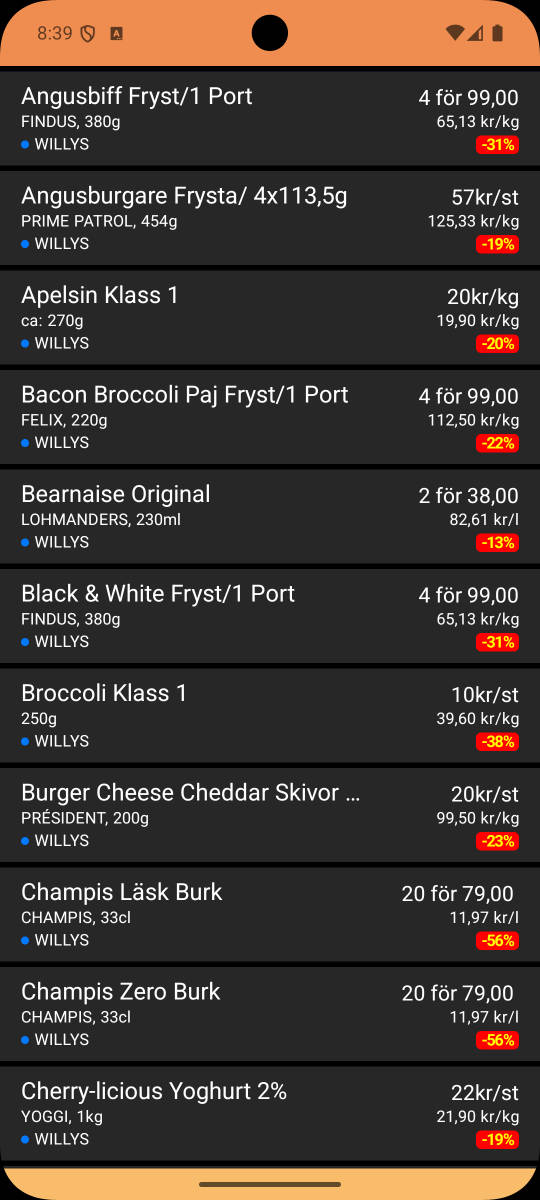 8:39
Angusbiff Fryst/1 Port 4 för 99,00
FINDUS, 380g 65,13 kr/kg
WILLYS -31%
Angusburgare Frysta/ 4x113,5g 57kr/st
PRIME PATROL, 454g 125,33 kr/kg
WILLYS -19%
Apelsin Klass 1 20kr/kg
ca: 270g 19,90 kr/kg
WILLYS -20%
Bacon Broccoli Paj Fryst/1 Port 4 för 99,00
FELIX, 220g 112,50 kr/kg
WILLYS -22%
Bearnaise Original 2 för 38,00
LOHMANDERS, 230ml 82,61 kr/l
WILLYS -13%
Black & White Fryst/1 Port 4 för 99,00
FINDUS, 380g 65,13 kr/kg
WILLYS -31%
Broccoli Klass 1 10kr/st
250g 39,60 kr/kg
WILLYS -38%
Burger Cheese Cheddar Skivor ... 20kr/st
PRÉSIDENT, 200g 99,50 kr/kg
WILLYS -23%
Champis Läsk Burk 20 för 79,00
CHAMPIS, 33cl 11,97 kr/l
WILLYS -56%
Champis Zero Burk 20 för 79,00
CHAMPIS, 33cl 11,97 kr/l
WILLYS -56%
Cherry-licious Yoghurt 2% 22kr/st
YOGGI, 1kg 21,90 kr/kg
WILLYS -19%